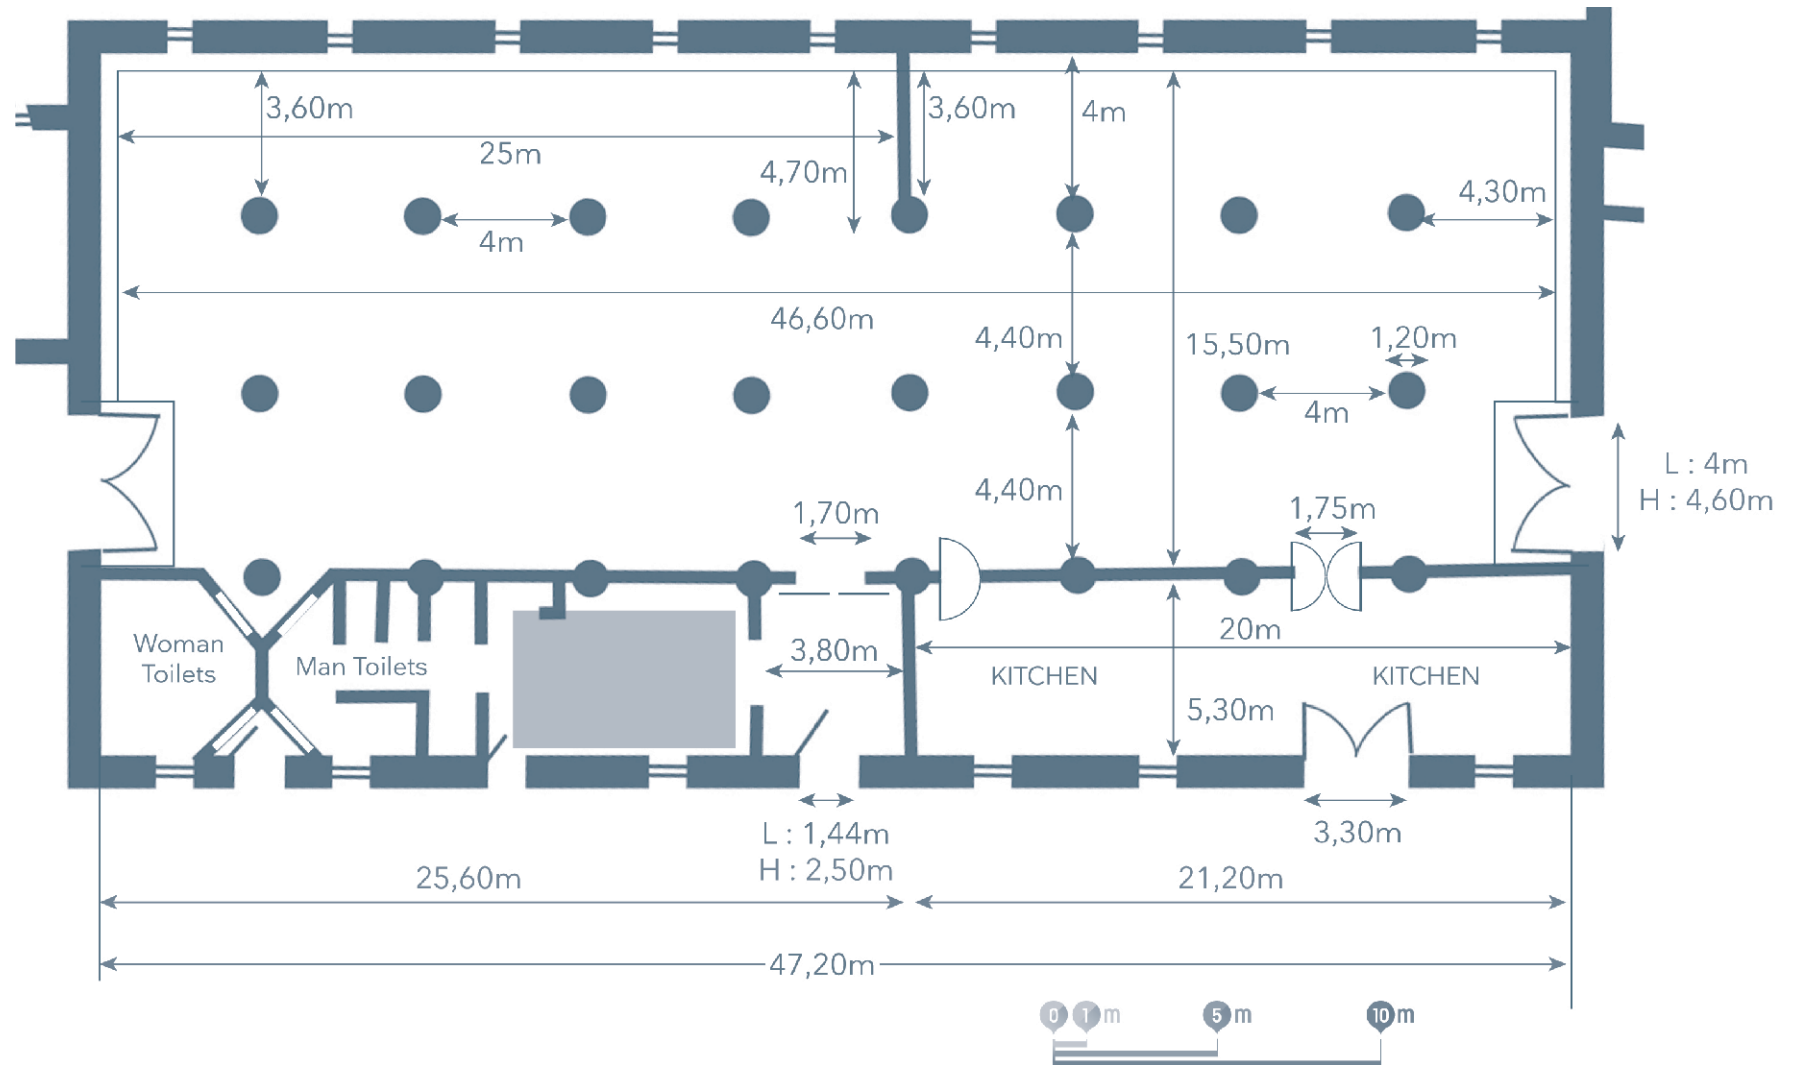 3,60m
3,60m
4m
25m
4,70m
4,30m
4m
46,60m
4,40m
15,50m
1,20m
4m
L : 4m
H : 4,60m
4,40m
1,70m
1,75m
Woman
Toilets
Man Toilets
3,80m
20m
KITCHEN
KITCHEN
5,30m
L : 1,44m
H : 2,50m
3,30m
25,60m
21,20m
47,20m
0 1 m 5 m 10 m